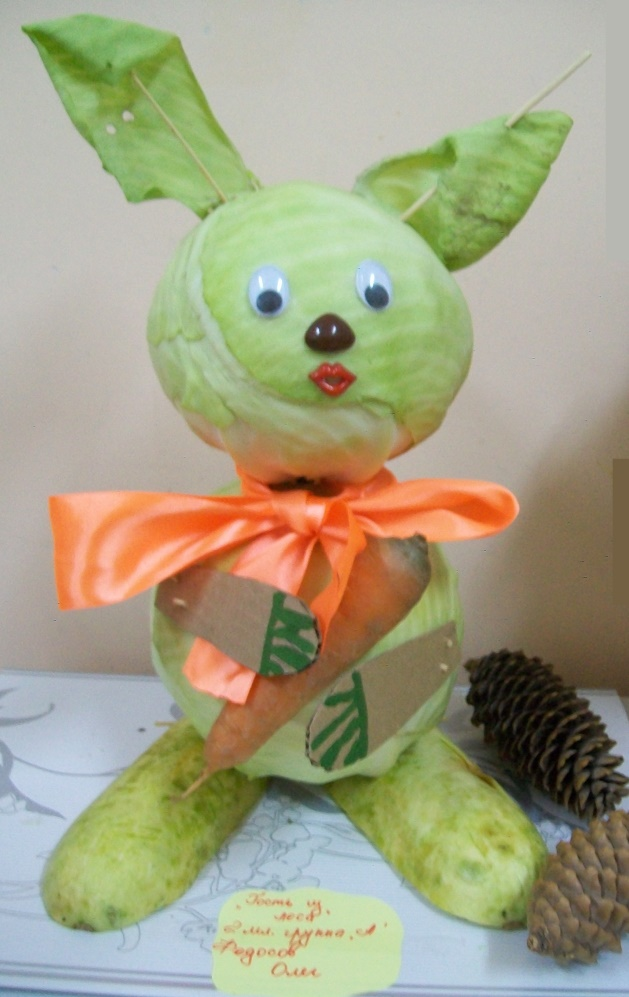 „Гость из
леса"
2 мл. группа „А"
Федосов
Олег